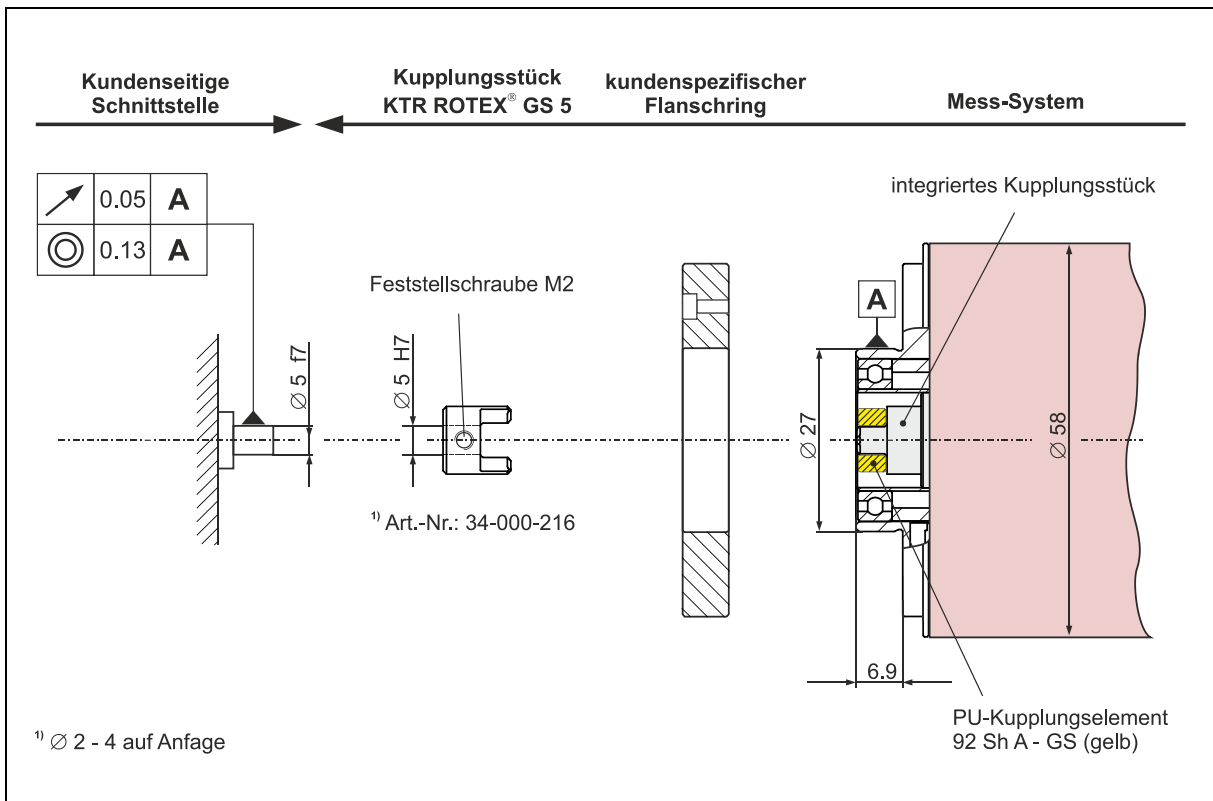 Kundenseitige
Schnittstelle
Kupplungsstück
KTR ROTEX® GS 5
kundenspezifischer
Flanschring
Mess-System
0.05 A
0.13 A
integriertes Kupplungsstück
Feststellschraube M2
A
∅ 5 f7
∅ 5 H7
∅ 27
∅ 58
¹⁾ Art.-Nr.: 34-000-216
6.9
PU-Kupplungselement
92 Sh A - GS (gelb)
¹⁾ ∅ 2 - 4 auf Anfage